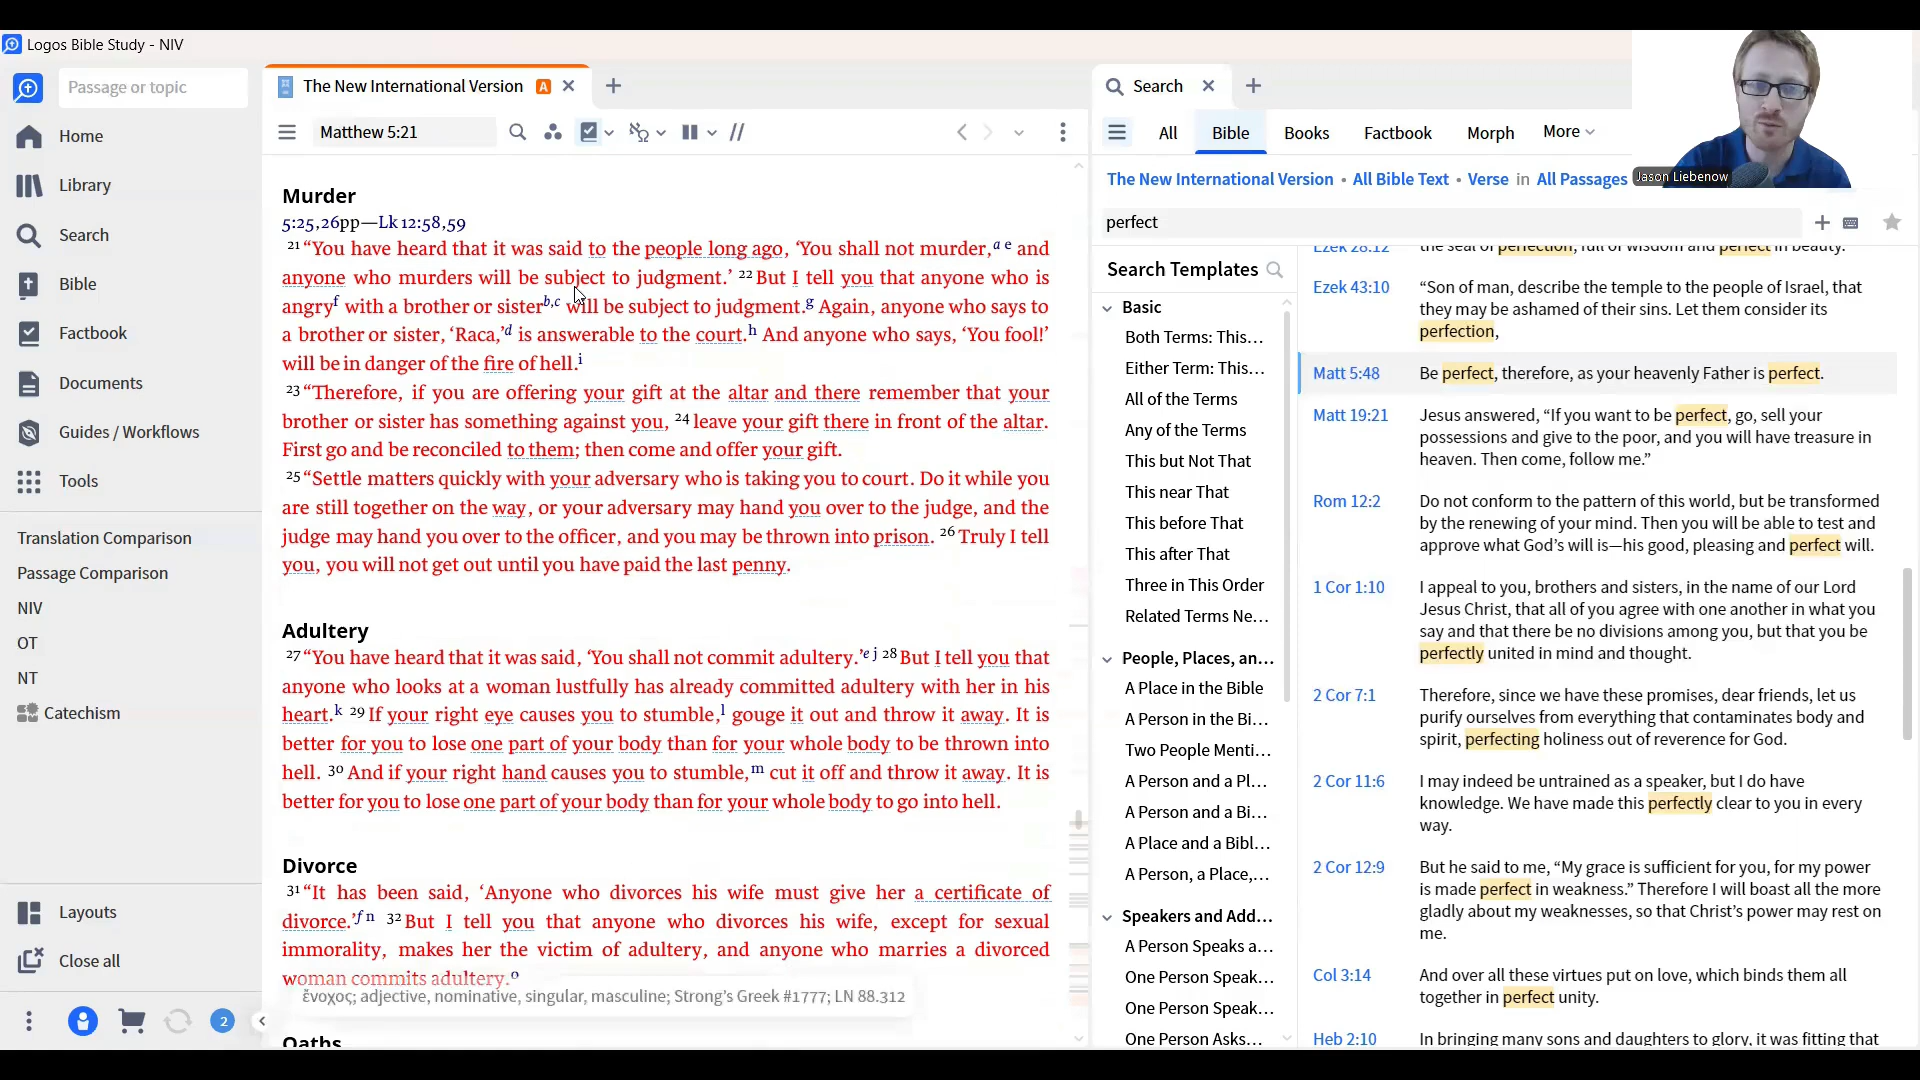 Logos Bible Study - NIV
Passage or topic
Home
Library
Search
Bible
Factbook
Documents
Guides / Workflows
Tools
Translation Comparison
Passage Comparison
NIV
OT
NT
Catechism
Layouts
Close all
2
The New International Version A
Matthew 5:21
Murder
5:25,26pp—Lk 12:58,59
21 “You have heard that it was said to the people long ago, ‘You shall not murder,a e and
anyone who murders will be subject to judgment.’ 22 But I tell you that anyone who is
angryf with a brother or sisterb,c will be subject to judgment.g Again, anyone who says to
a brother or sister, ‘Raca,’d is answerable to the court.h And anyone who says, ‘You fool!’
will be in danger of the fire of hell.i
23 “Therefore, if you are offering your gift at the altar and there remember that your
brother or sister has something against you, 24 leave your gift there in front of the altar.
First go and be reconciled to them; then come and offer your gift.
25 “Settle matters quickly with your adversary who is taking you to court. Do it while you
are still together on the way, or your adversary may hand you over to the judge, and the
judge may hand you over to the officer, and you may be thrown into prison. 26 Truly I tell
you, you will not get out until you have paid the last penny.
Adultery
27 “You have heard that it was said, ‘You shall not commit adultery.’e j 28 But I tell you that
anyone who looks at a woman lustfully has already committed adultery with her in his
heart.k 29 If your right eye causes you to stumble,l gouge it out and throw it away. It is
better for you to lose one part of your body than for your whole body to be thrown into
hell. 30 And if your right hand causes you to stumble,m cut it off and throw it away. It is
better for you to lose one part of your body than for your whole body to go into hell.
Divorce
31 “It has been said, ‘Anyone who divorces his wife must give her a certificate of
divorce.’f n 32 But I tell you that anyone who divorces his wife, except for sexual
immorality, makes her the victim of adultery, and anyone who marries a divorced
woman commits adultery.o
ἔνοχος; adjective, nominative, singular, masculine; Strong’s Greek #1777; LN 88.312
Oaths
Search
All Bible Books Factbook Morph More
The New International Version • All Bible Text • Verse in All Passages
Jason Liebenow
perfect
Search Templates
Basic
Both Terms: This...
Either Term: This...
All of the Terms
Any of the Terms
This but Not That
This near That
This before That
This after That
Three in This Order
Related Terms Ne...
People, Places, an...
A Place in the Bible
A Person in the Bi...
Two People Menti...
A Person and a Pl...
A Person and a Bi...
A Place and a Bibl...
A Person, a Place,...
Speakers and Add...
A Person Speaks a...
One Person Speak...
One Person Speak...
One Person Asks...
Ezek 28:12 the seal of perfection, full of wisdom and perfect in beauty.
Ezek 43:10 “Son of man, describe the temple to the people of Israel, that
they may be ashamed of their sins. Let them consider its
perfection,
Matt 5:48 Be perfect, therefore, as your heavenly Father is perfect.
Matt 19:21 Jesus answered, “If you want to be perfect, go, sell your
possessions and give to the poor, and you will have treasure in
heaven. Then come, follow me.”
Rom 12:2 Do not conform to the pattern of this world, but be transformed
by the renewing of your mind. Then you will be able to test and
approve what God’s will is—his good, pleasing and perfect will.
1 Cor 1:10 I appeal to you, brothers and sisters, in the name of our Lord
Jesus Christ, that all of you agree with one another in what you
say and that there be no divisions among you, but that you be
perfectly united in mind and thought.
2 Cor 7:1 Therefore, since we have these promises, dear friends, let us
purify ourselves from everything that contaminates body and
spirit, perfecting holiness out of reverence for God.
2 Cor 11:6 I may indeed be untrained as a speaker, but I do have
knowledge. We have made this perfectly clear to you in every
way.
2 Cor 12:9 But he said to me, “My grace is sufficient for you, for my power
is made perfect in weakness.” Therefore I will boast all the more
gladly about my weaknesses, so that Christ’s power may rest on
me.
Col 3:14 And over all these virtues put on love, which binds them all
together in perfect unity.
Heb 2:10 In bringing many sons and daughters to glory, it was fitting that